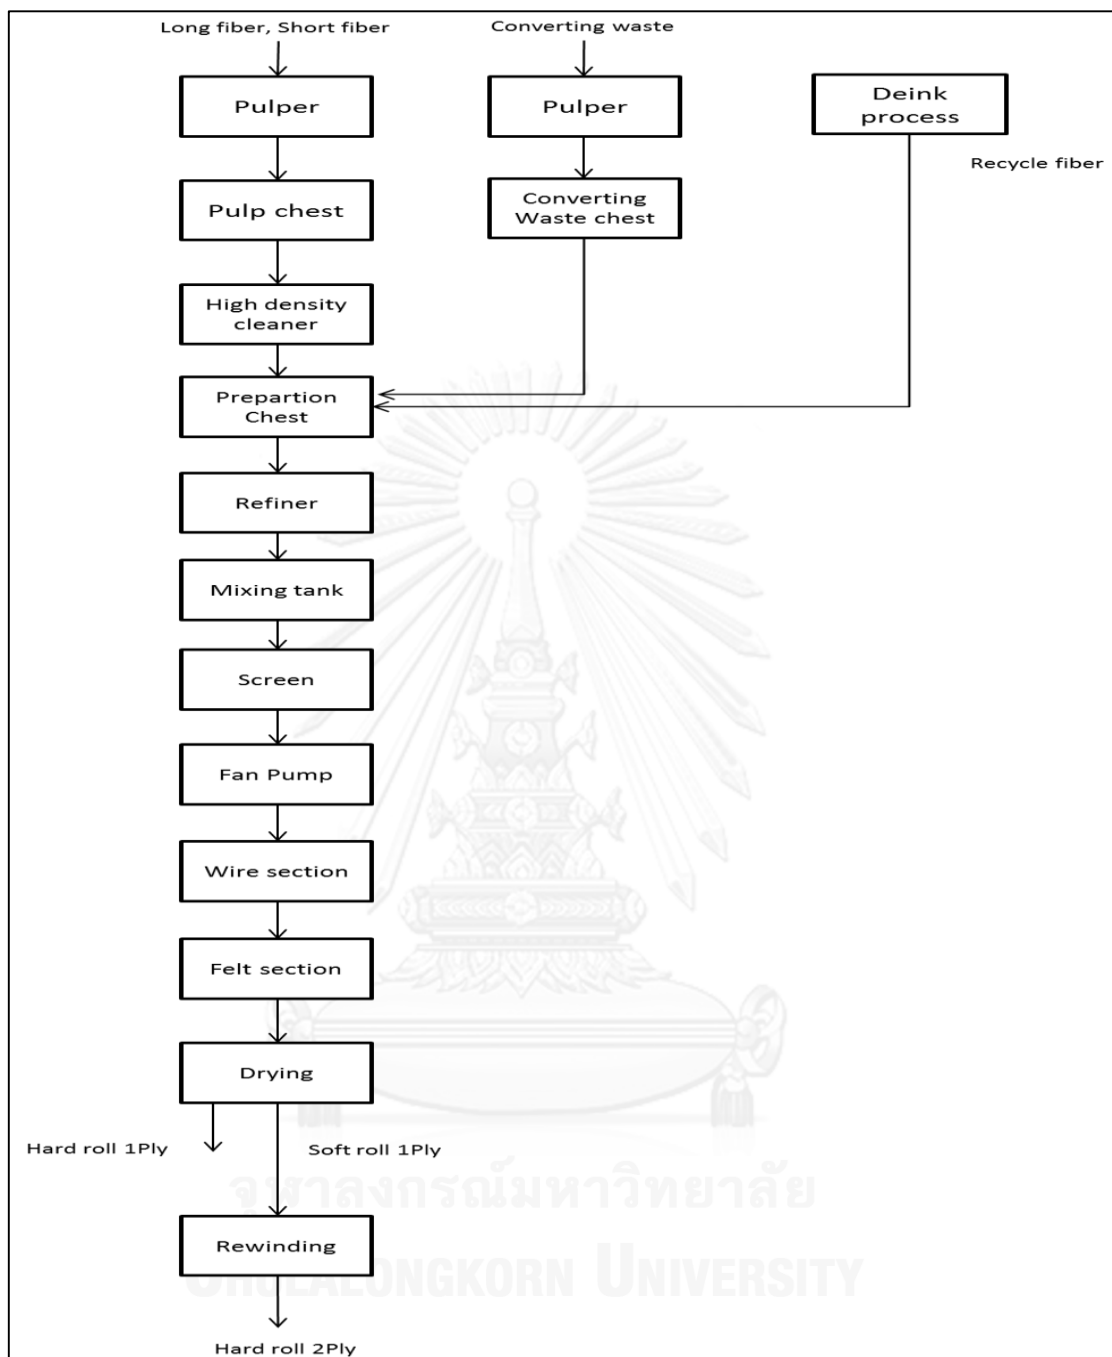 Long fiber, Short fiber
Converting waste
Pulper
Pulper
Deink
process
Recycle fiber
Pulp chest
Converting
Waste chest
High density
cleaner
Prepartion
Chest
Refiner
Mixing tank
Screen
Fan Pump
Wire section
Felt section
Drying
Hard roll 1Ply
Soft roll 1Ply
จุฬาลงกรณ์มหาวิทยาลัย
Rewinding
CHULALONGKORN UNIVERSITY
Hard roll 2Ply